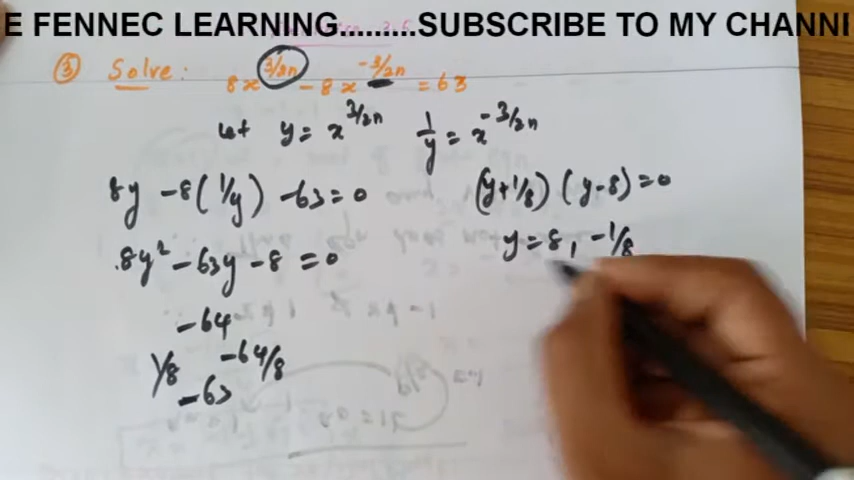 E FENNEC LEARNING.........SUBSCRIBE TO MY CHANNI
③ Solve: 8x^{3/2n} - 8x^{-3/2n} = 63
let y = x^{3/2n} 1/y = x^{-3/2n}
8y - 8(1/y) - 63 = 0
8y² - 63y - 8 = 0
-64
1/8 -64/8
-63
(y+1/8) (y-8) = 0
y = 8, -1/8